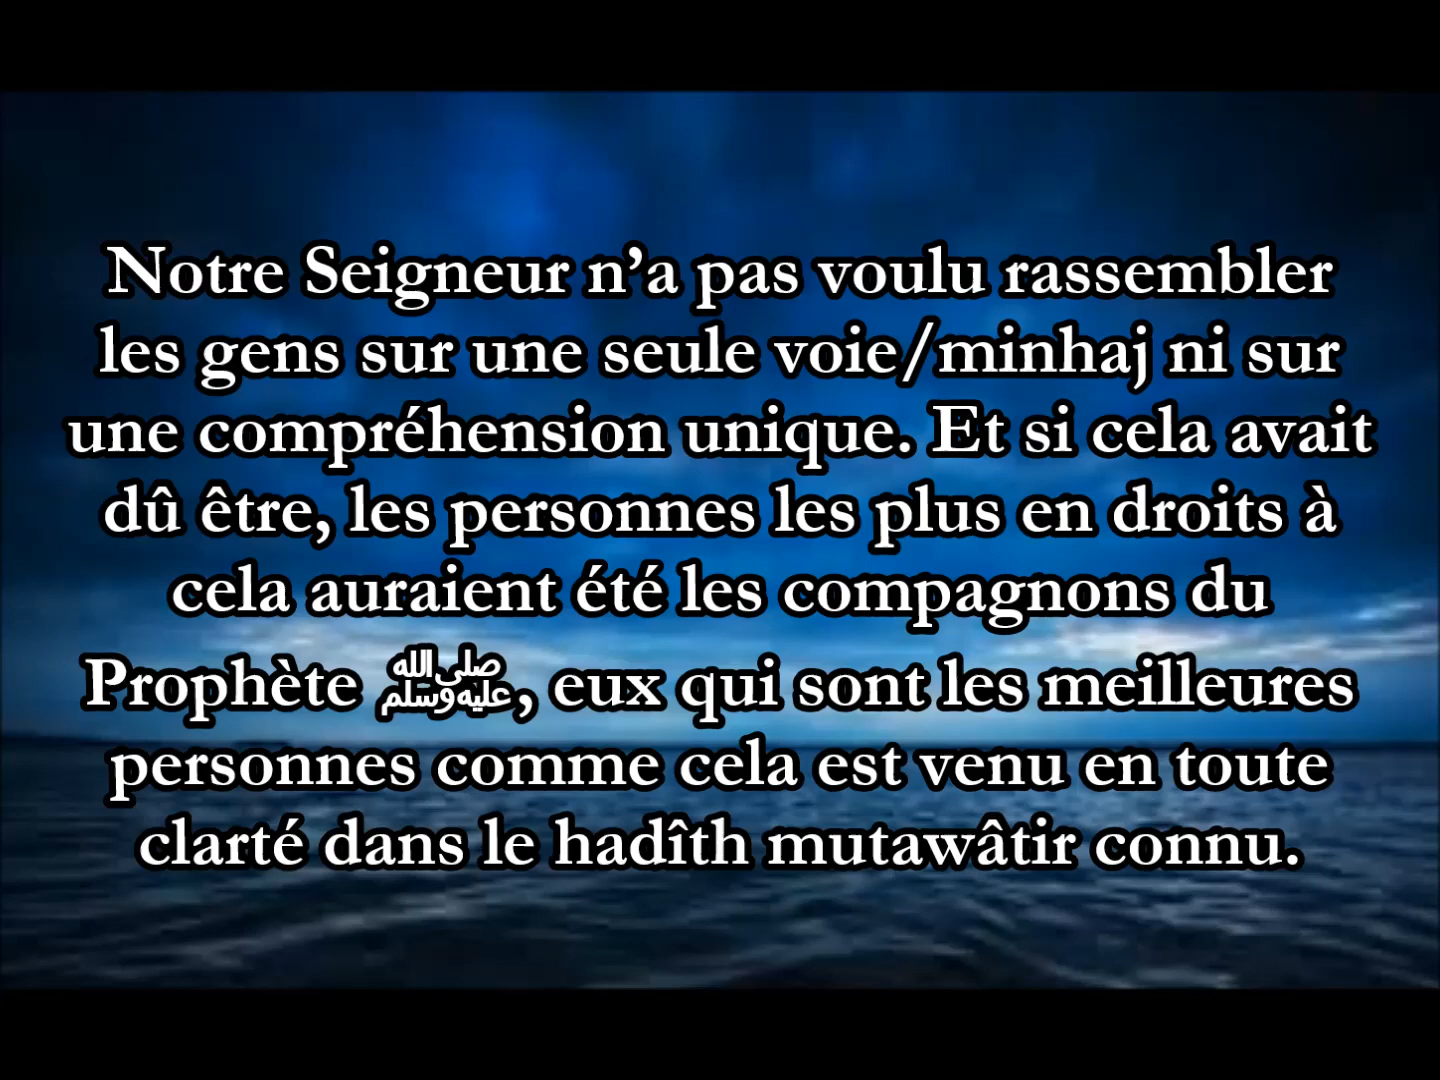 Notre Seigneur n’a pas voulu rassembler
les gens sur une seule voie/minhaj ni sur
une compréhension unique. Et si cela avait
dû être, les personnes les plus en droits à
cela auraient été les compagnons du
Prophète ﷺ, eux qui sont les meilleures
personnes comme cela est venu en toute
clarté dans le hadîth mutawâtir connu.